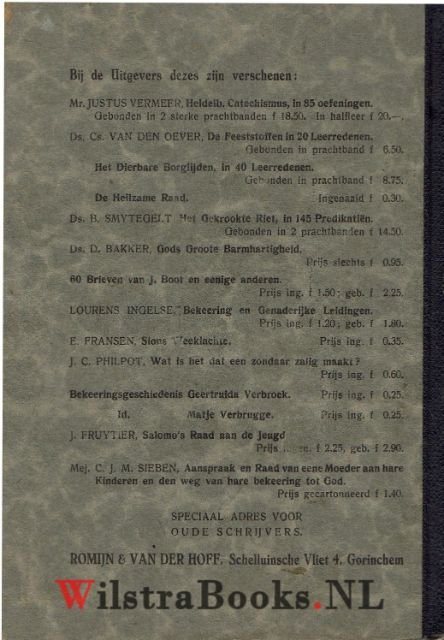 Bij de Uitgevers dezes zijn verschenen:
Mr. JUSTUS VERMEER, Heidelb. Catechismus, in 85 oefeningen.
Gebonden in 2 sterke prachtbanden f 18.50. In halfleer f 20.—.
Ds. Cs. VAN DEN OEVER, De Feeststoffen in 20 Leerredenen.
Gebonden in prachtband f 6.50.
Het Dierbare Borglijden, in 40 Leerredenen.
Gebonden in prachtband f 8.75.
De Heilzame Raad. Ingenaaid f 0.30.
Ds. B. SMYTEGELT Het Gekrookte Riet, in 145 Predikatiën.
Gebonden in 2 prachtbanden f 14.50.
Ds. D. BAKKER, Gods Groote Barmhartigheid.
Prijs slechts f 0.95.
60 Brieven van J. Boot en eenige anderen.
Prijs ing. f 1.50; geb. f 2.25.
LOURENS INGELSE, Bekeering en Genaderijke Leidingen.
Prijs ing. f 1.20; geb. f 1.80.
E. FRANSEN, Sions Weeklachte. Prijs ing. f 0.35.
J. C. PHILPOT, Wat is het dat een zondaar zalig maakt?
Prijs ing. f 0.60.
Bekeeringsgeschiedenis Geertruida Verbroek. Prijs ing. f 0.25.
Id. Matje Verbrugge. Prijs ing. f 0.25.
J. FRUYTIER, Salomo's Raad aan de Jeugd
Prijs f 2.25, geb. f 2.90.
Mej. C. J. M. SIEBEN, Aanspraak en Raad van eene Moeder aan hare
Kinderen en den weg van hare bekeering tot God.
Prijs gecartonneerd f 1.40.
SPECIAAL ADRES VOOR
OUDE SCHRIJVERS.
ROMIJN & VAN DER HOFF, Schelluinsche Vliet 4, Gorinchem
WilstraBooks.NL